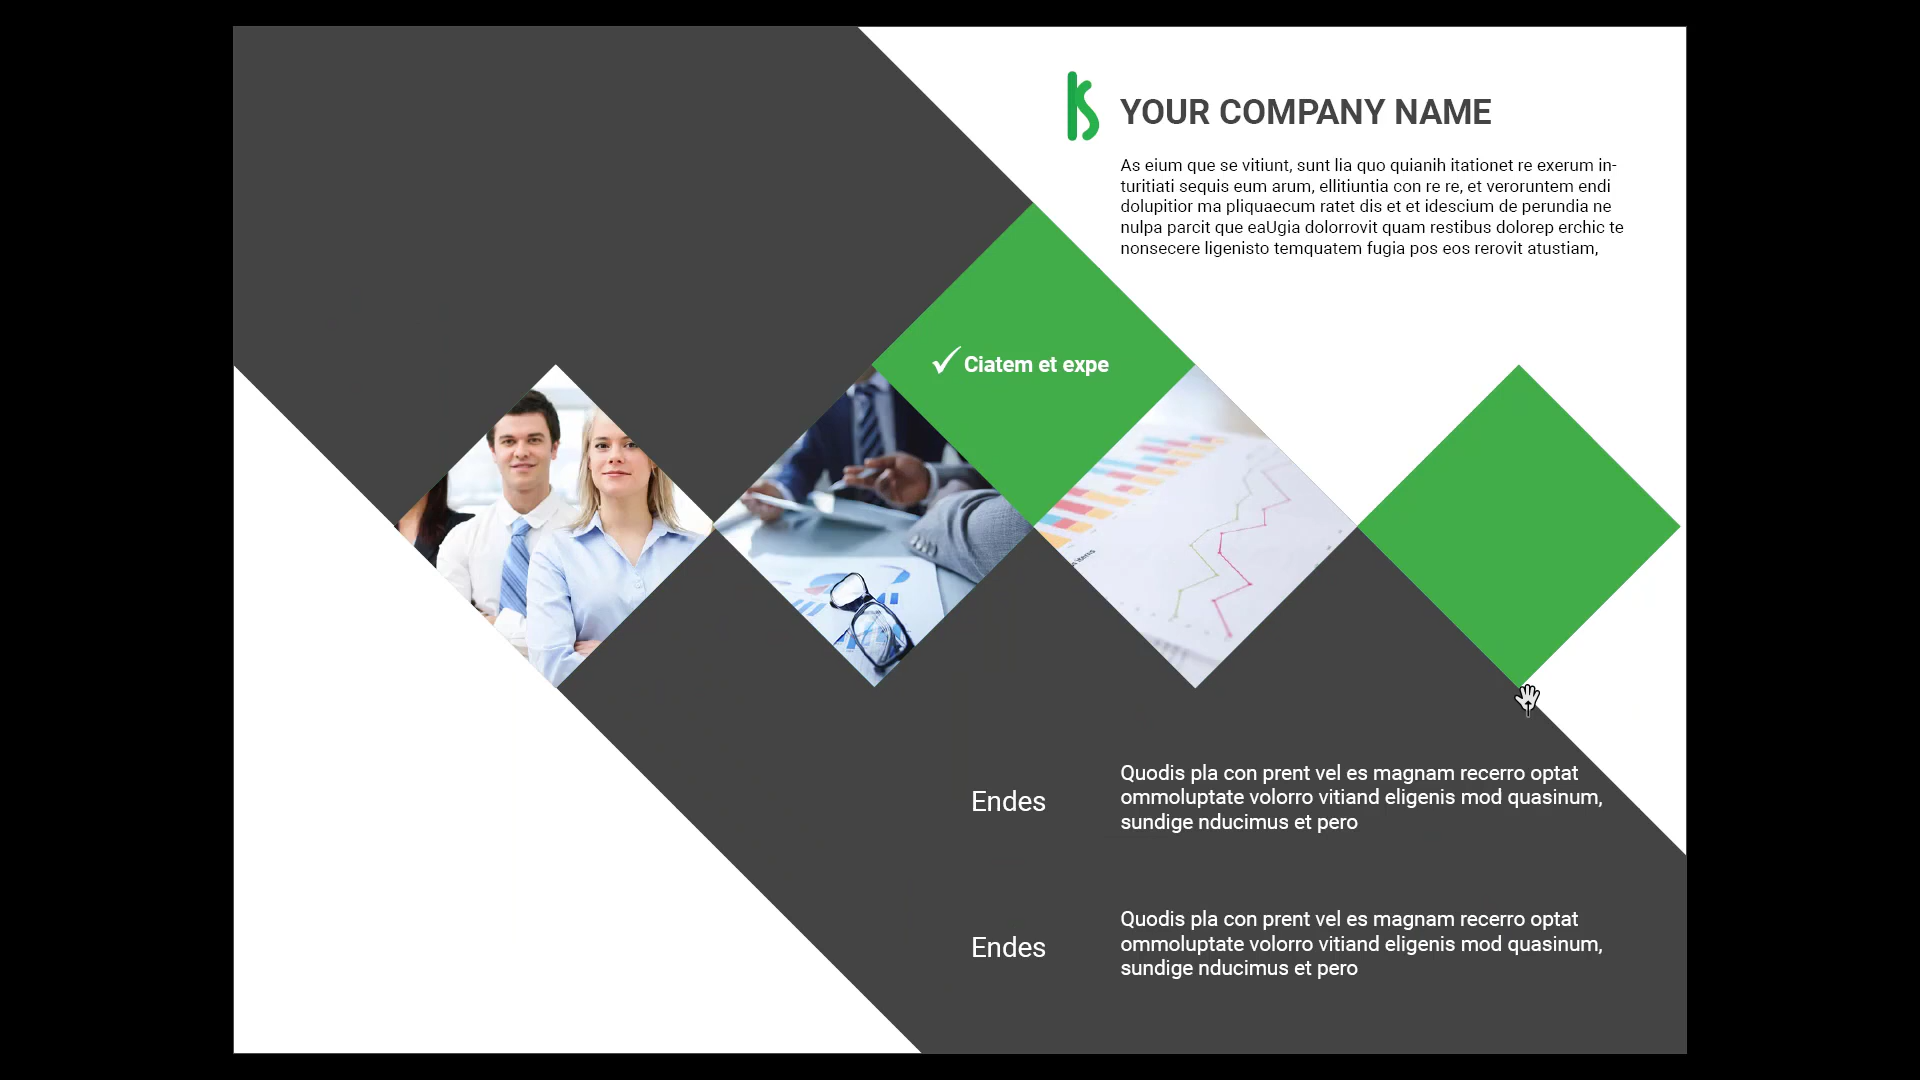 KS
YOUR COMPANY NAME
As eium que se vitiunt, sunt lia quo quianih itationet re exerum in-
turitiati sequis eum arum, ellitiuntia con re re, et veroruntem endi
dolupitior ma pliquaecum ratet dis et et idescium de perundia ne
nulpa parcit que eaUgia dolorrovit quam restibus dolorep erchic te
nonsecere ligenisto temquatem fugia pos eos rerovit atustiam,
Ciatem et expe
Endes
Quodis pla con prent vel es magnam recerro optat
ommoluptate volorro vitiand eligenis mod quasinum,
sundige nducimus et pero
Endes
Quodis pla con prent vel es magnam recerro optat
ommoluptate volorro vitiand eligenis mod quasinum,
sundige nducimus et pero